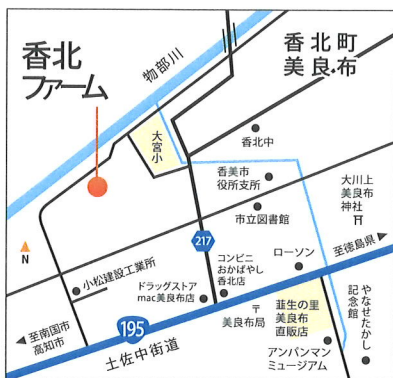 香北
ファーム
物部川
香北町
美良布
大宮小
香北中
香美市
役所支所
大川上
美良布
神社
市立図書館
217
至徳島県
N
小松建設工業所
コンビニ
おかばやし
香北店
ローソン
ドラッグストア
mac美良布店
至南国市
高知市
195
土佐中街道
〒
美良布局
韮生の里
美良布
直販店
やなせたかし
記念館
アンパンマン
ミュージアム